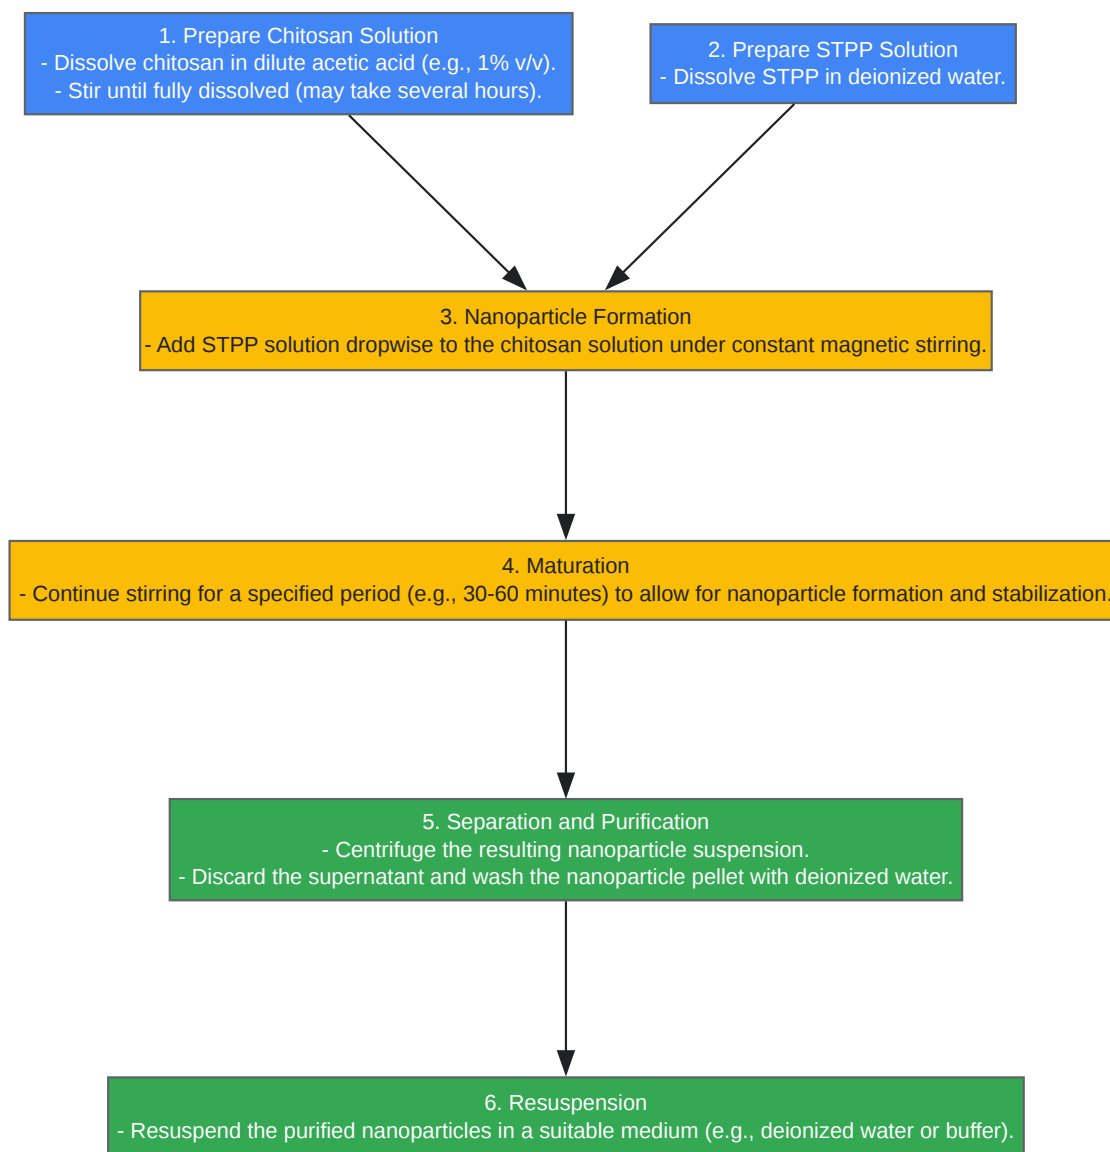 1. Prepare Chitosan Solution
- Dissolve chitosan in dilute acetic acid (e.g., 1% v/v).
- Stir until fully dissolved (may take several hours).
2. Prepare STPP Solution
- Dissolve STPP in deionized water.
3. Nanoparticle Formation
- Add STPP solution dropwise to the chitosan solution under constant magnetic stirring.
4. Maturation
- Continue stirring for a specified period (e.g., 30-60 minutes) to allow for nanoparticle formation and stabilization.
5. Separation and Purification
- Centrifuge the resulting nanoparticle suspension.
- Discard the supernatant and wash the nanoparticle pellet with deionized water.
6. Resuspension
- Resuspend the purified nanoparticles in a suitable medium (e.g., deionized water or buffer).